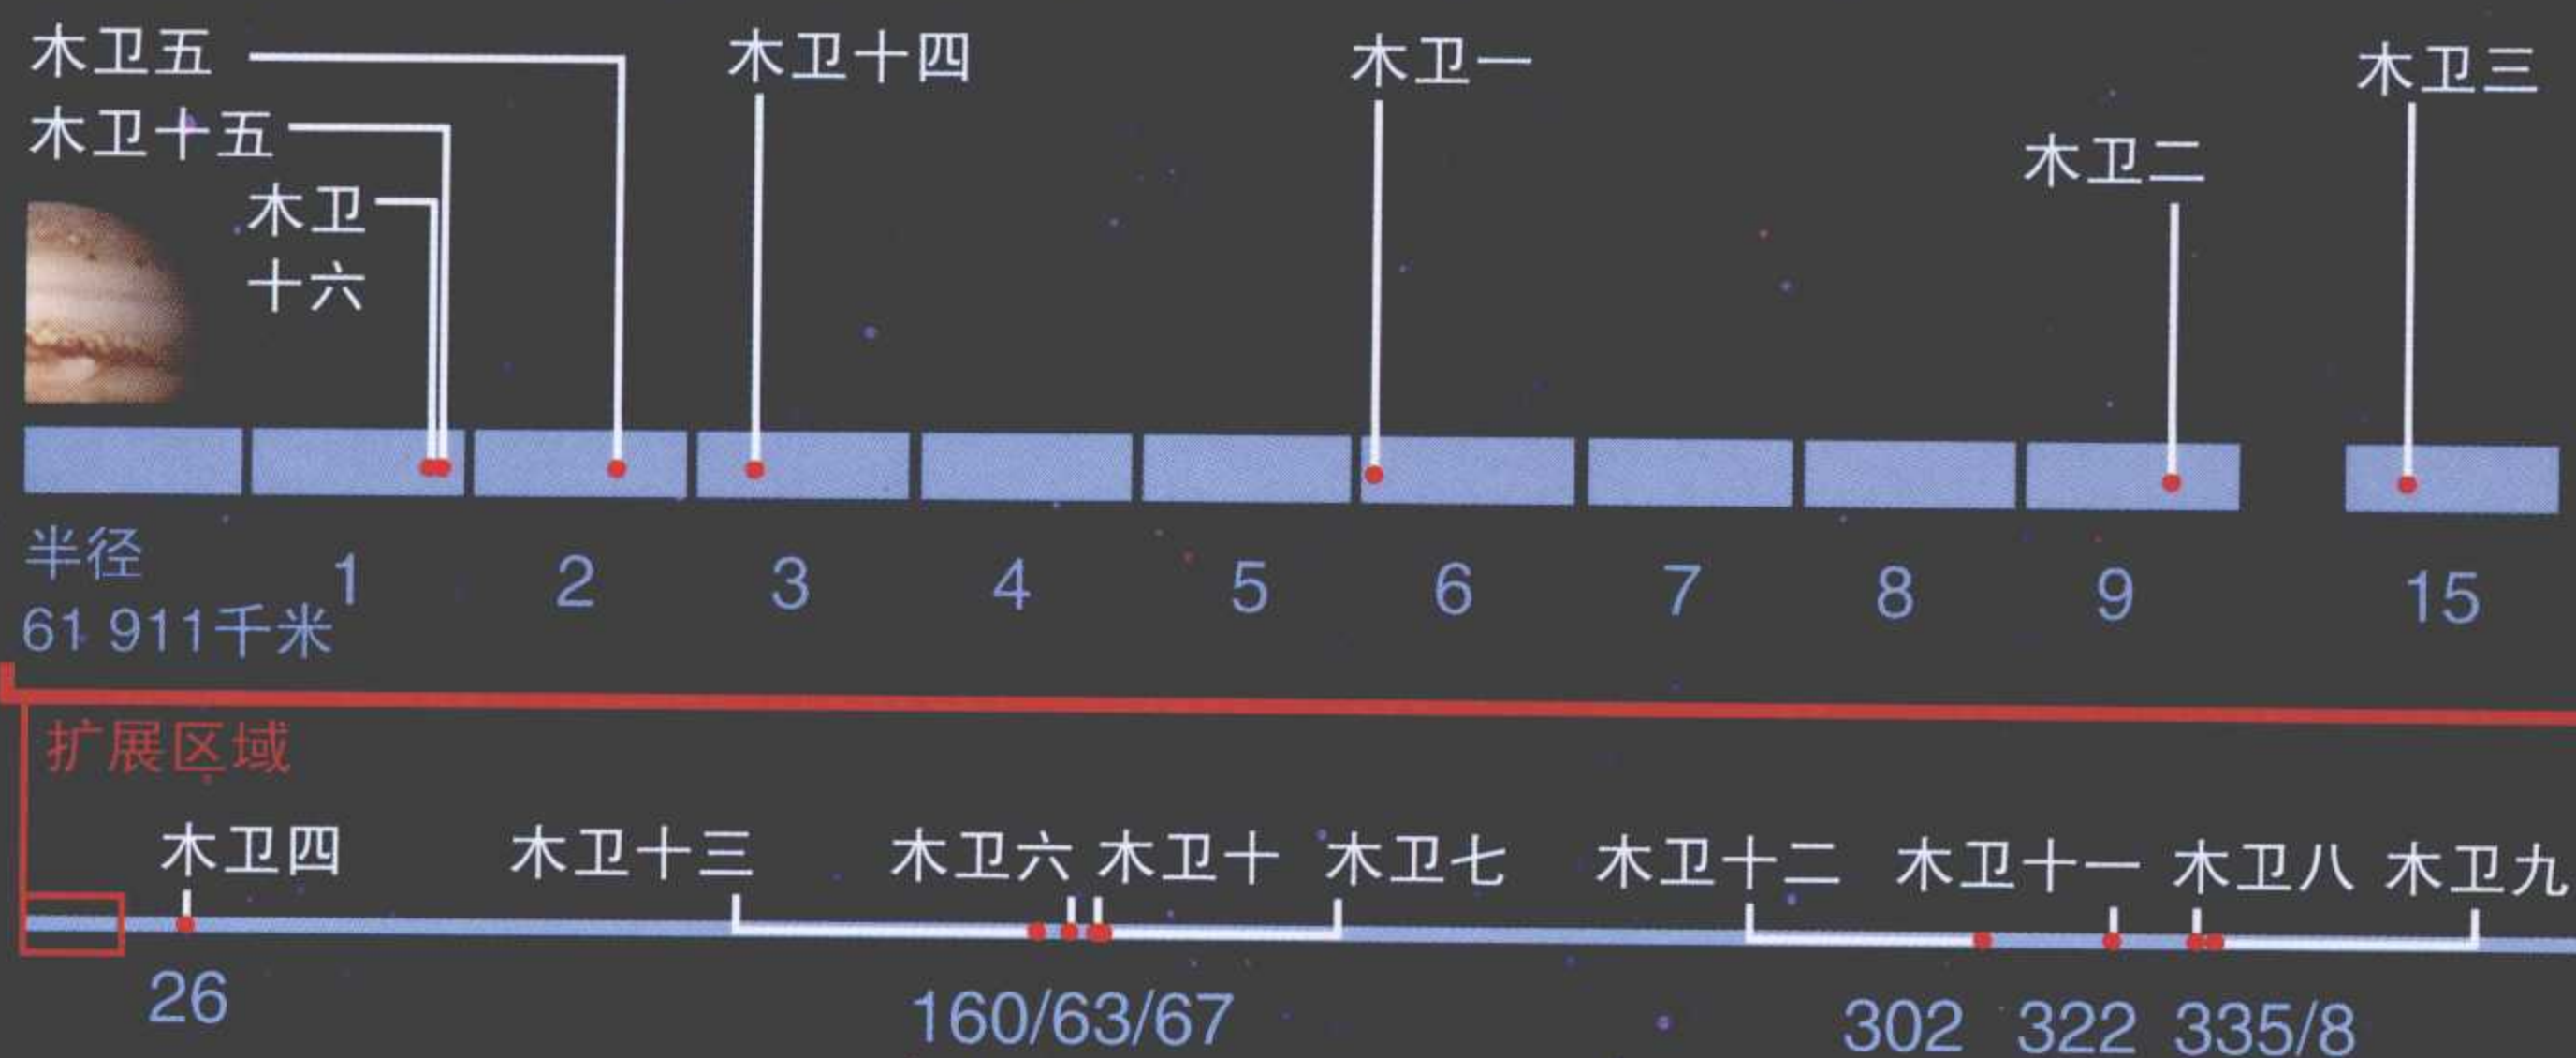 木卫五
木卫十四
木卫一
木卫三
木卫十五
木卫二
木卫
十六
半径
61 911千米
1
2
3
4
5
6
7
8
9
15
扩展区域
木卫四
木卫十三
木卫六
木卫十
木卫七
木卫十二
木卫十一
木卫八
木卫九
26
160/63/67
302
322
335/8